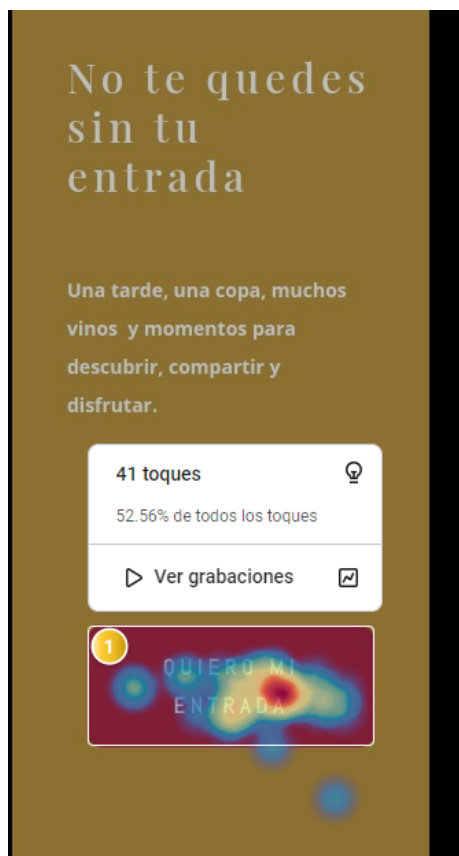 No te quedes
sin tu
entrada
Una tarde, una copa, muchos
vinos y momentos para
descubrir, compartir y
disfrutar.
41 toques
52.56% de todos los toques
Ver grabaciones
1
QUIERO MI
ENTRADA